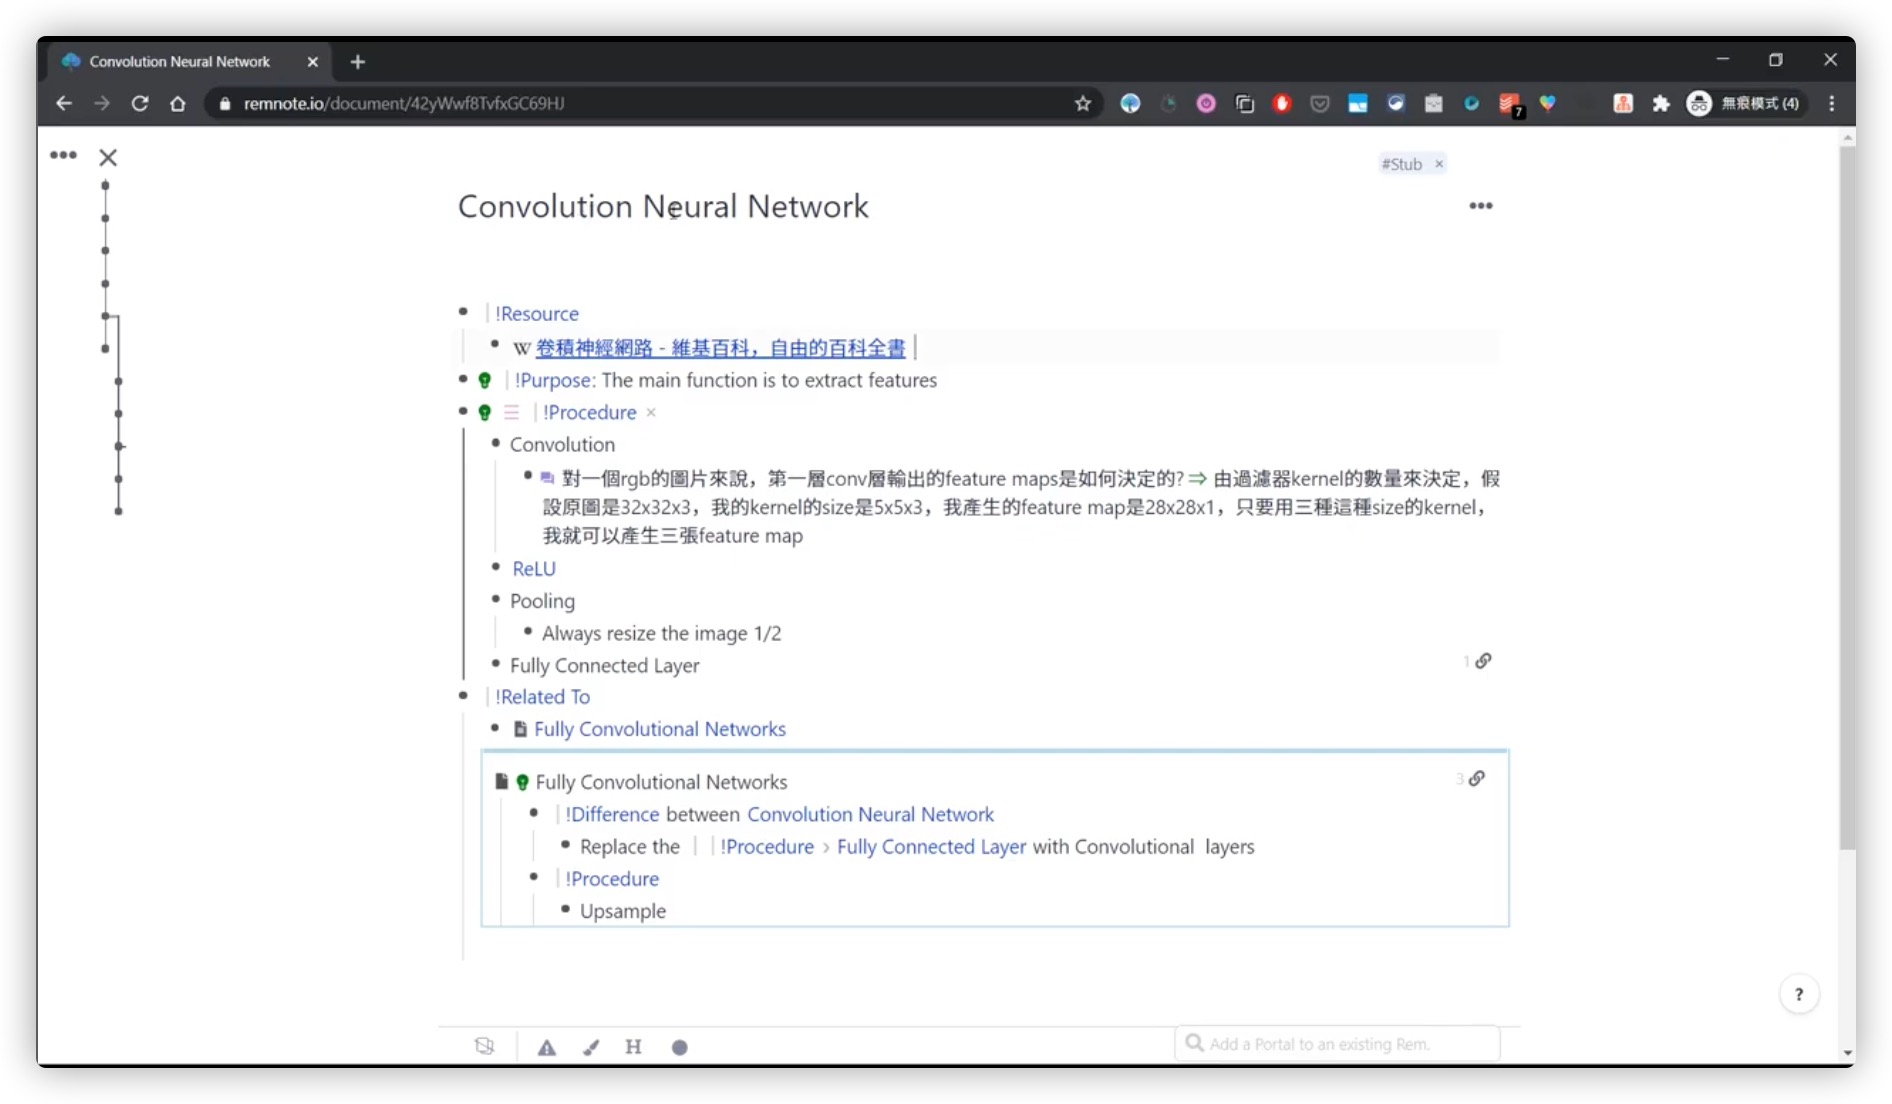 Convolution Neural Network
remnote.io/document/42yWwf8TvfxGC69HJ
7
無痕模式 (4)
#Stub ×
Convolution Neural Network
!Resource
W 卷積神經網路 - 維基百科，自由的百科全書
!Purpose: The main function is to extract features
!Procedure ×
Convolution
對一個rgb的圖片來說，第一層conv層輸出的feature maps是如何決定的? ⇒ 由過濾器kernel的數量來決定，假
設原圖是32x32x3，我的kernel的size是5x5x3，我產生的feature map是28x28x1，只要用三種這種size的kernel，
我就可以產生三張feature map
ReLU
Pooling
Always resize the image 1/2
Fully Connected Layer
1
!Related To
Fully Convolutional Networks
Fully Convolutional Networks
3
!Difference between Convolution Neural Network
Replace the !Procedure › Fully Connected Layer with Convolutional layers
!Procedure
Upsample
?
H
Add a Portal to an existing Rem.